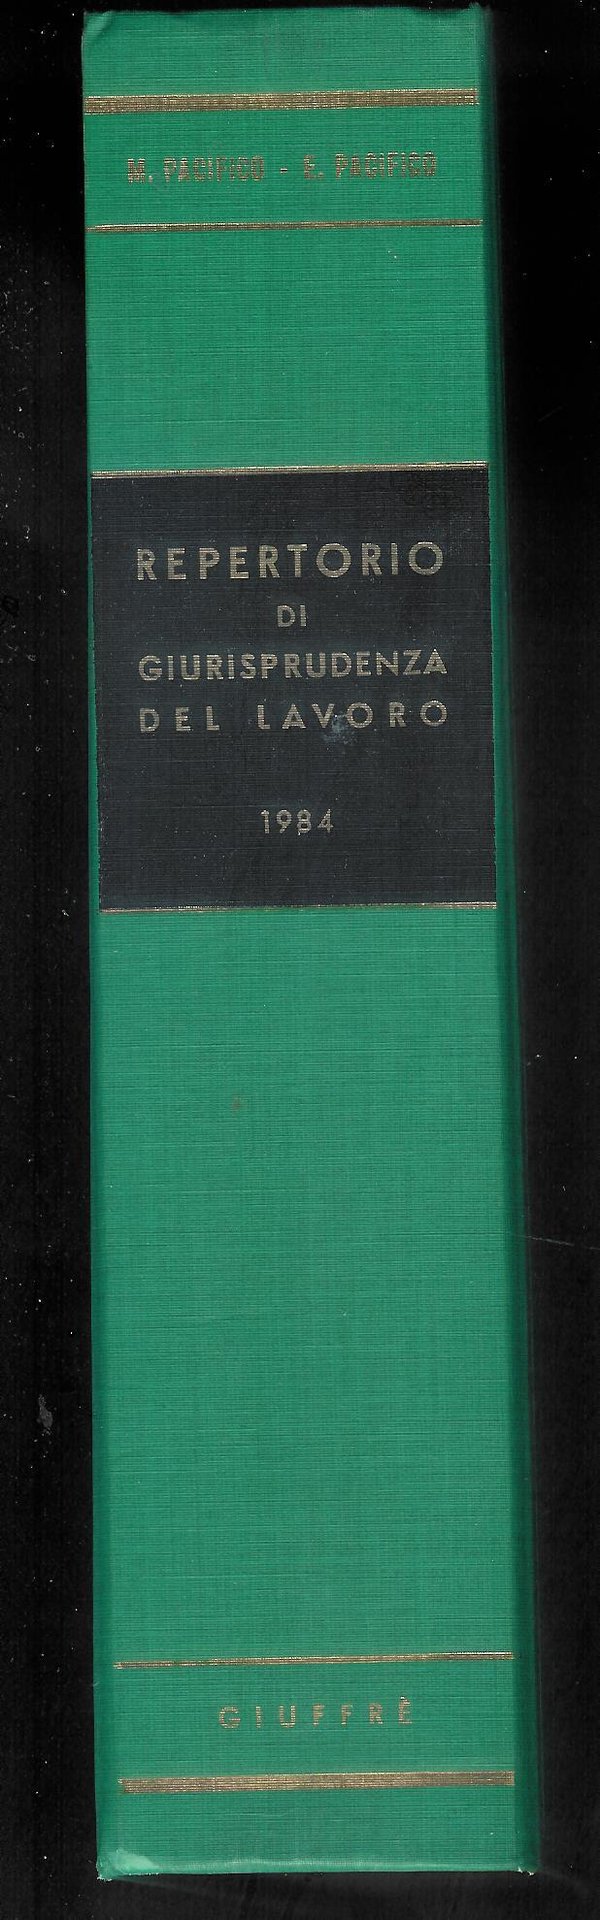 M. PACIFICO - E. PACIFICO
REPERTORIO
DI
GIURISPRUDENZA
DEL LAVORO
1984
GIUFFRÈ